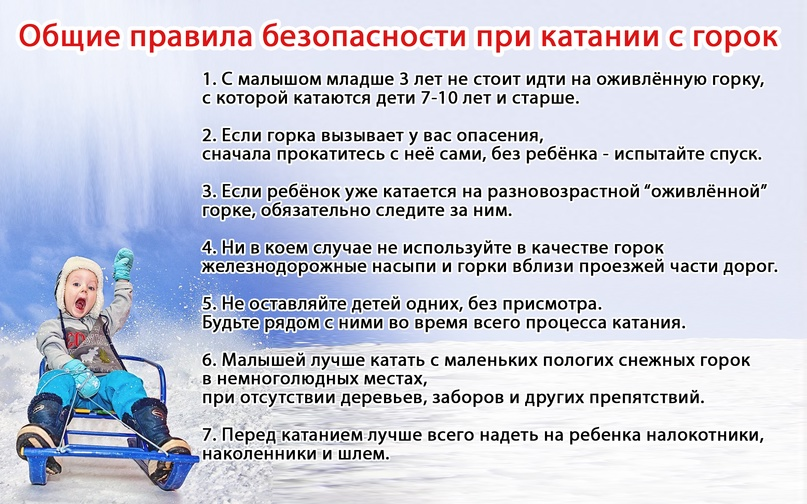 Общие правила безопасности при катании с горок
1. С малышом младше 3 лет не стоит идти на оживлённую горку,
с которой катаются дети 7-10 лет и старше.
2. Если горка вызывает у вас опасения,
сначала прокатитесь с неё сами, без ребёнка - испытайте спуск.
3. Если ребёнок уже катается на разновозрастной “оживлённой”
горке, обязательно следите за ним.
4. Ни в коем случае не используйте в качестве горок
железнодорожные насыпи и горки вблизи проезжей части дорог.
5. Не оставляйте детей одних, без присмотра.
Будьте рядом с ними во время всего процесса катания.
6. Малышей лучше катать с маленьких пологих снежных горок
в немноголюдных местах,
при отсутствии деревьев, заборов и других препятствий.
7. Перед катанием лучше всего надеть на ребенка налокотники,
наколенники и шлем.